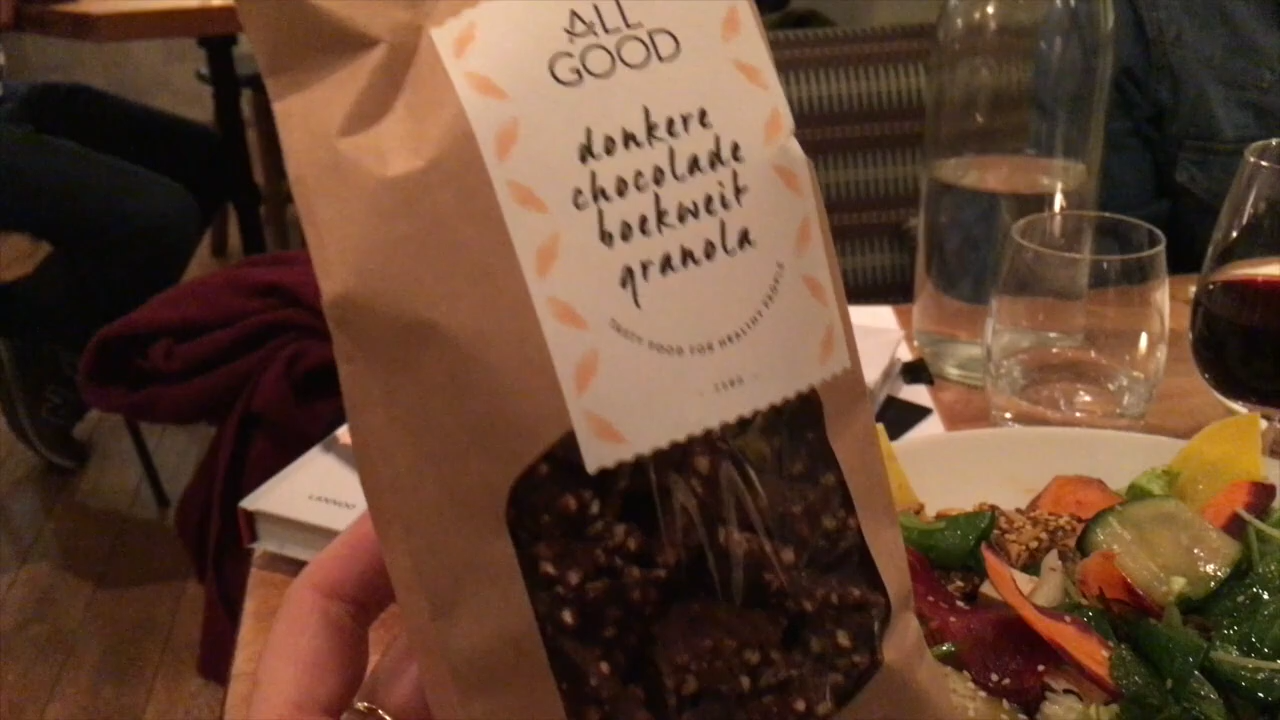 ALL
GOOD
donkere
chocolade
boekweit
granola
TASTY FOOD FOR HEALTHY PEOPLE